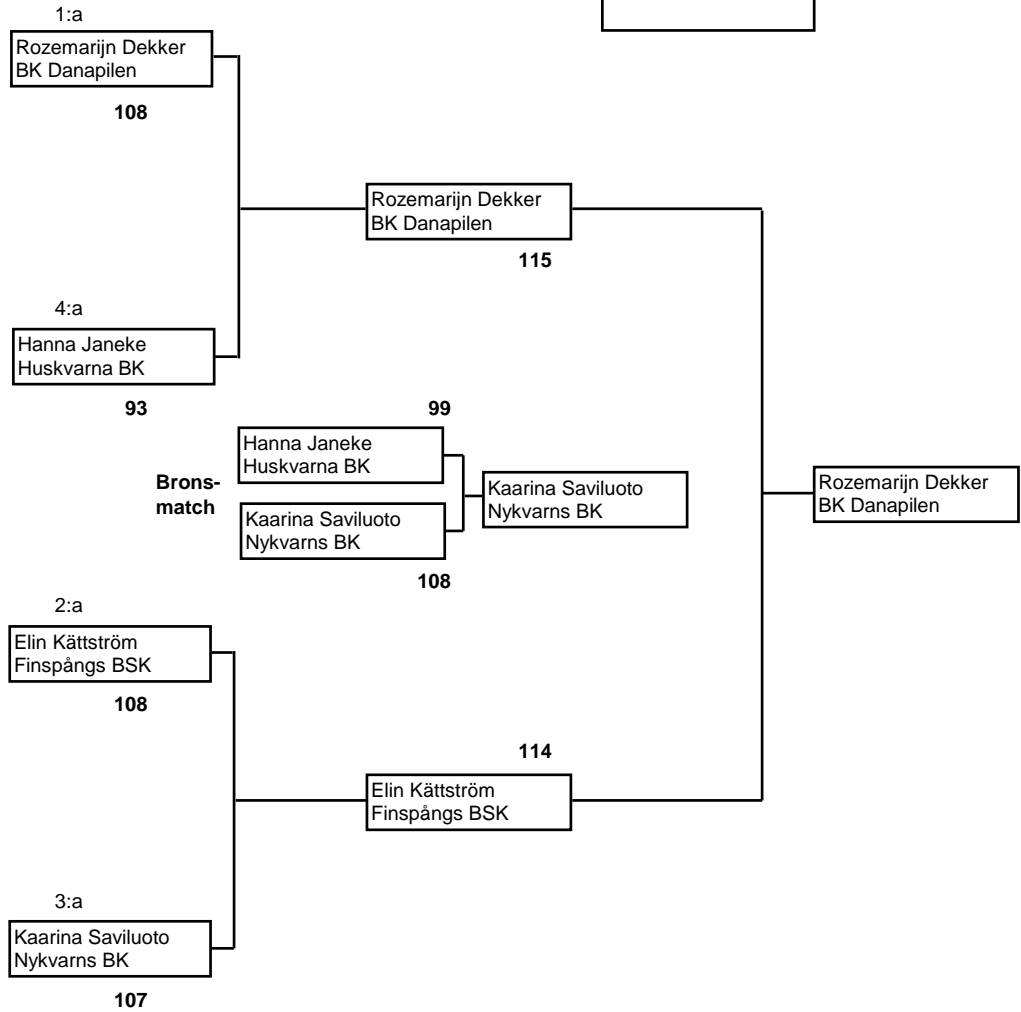 1:a
Rozemarijn Dekker
BK Danapilen
108
Rozemarijn Dekker
BK Danapilen
115
4:a
Hanna Janeke
Huskvarna BK
93
99
Hanna Janeke
Huskvarna BK
Brons-
match
Kaarina Saviluoto
Nykvarns BK
Kaarina Saviluoto
Nykvarns BK
108
Rozemarijn Dekker
BK Danapilen
2:a
Elin Kättström
Finspångs BSK
108
114
Elin Kättström
Finspångs BSK
3:a
Kaarina Saviluoto
Nykvarns BK
107